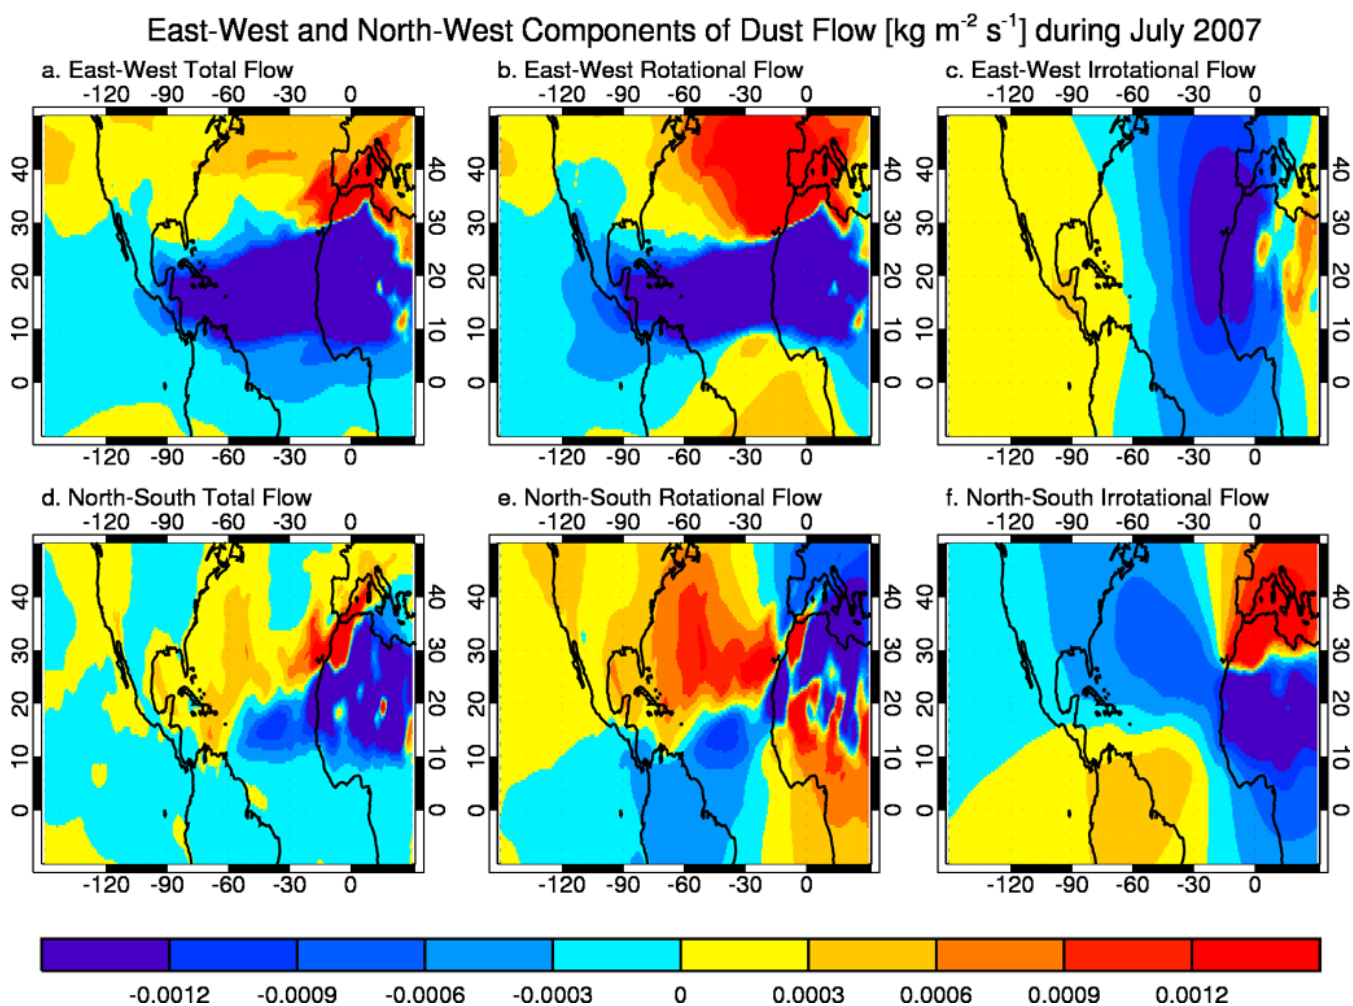 East-West and North-West Components of Dust Flow [kg m⁻² s⁻¹] during July 2007
a. East-West Total Flow
b. East-West Rotational Flow
c. East-West Irrotational Flow
-120 -90 -60 -30 0
-120 -90 -60 -30 0
-120 -90 -60 -30 0
40 30 20 10 0
40 30 20 10 0
40 30 20 10 0
40 30 20 10 0
40 30 20 10 0
40 30 20 10 0
-120 -90 -60 -30 0
-120 -90 -60 -30 0
-120 -90 -60 -30 0
d. North-South Total Flow
e. North-South Rotational Flow
f. North-South Irrotational Flow
-120 -90 -60 -30 0
-120 -90 -60 -30 0
-120 -90 -60 -30 0
40 30 20 10 0
40 30 20 10 0
40 30 20 10 0
40 30 20 10 0
40 30 20 10 0
40 30 20 10 0
-120 -90 -60 -30 0
-120 -90 -60 -30 0
-120 -90 -60 -30 0
-0.0012 -0.0009 -0.0006 -0.0003 0 0.0003 0.0006 0.0009 0.0012